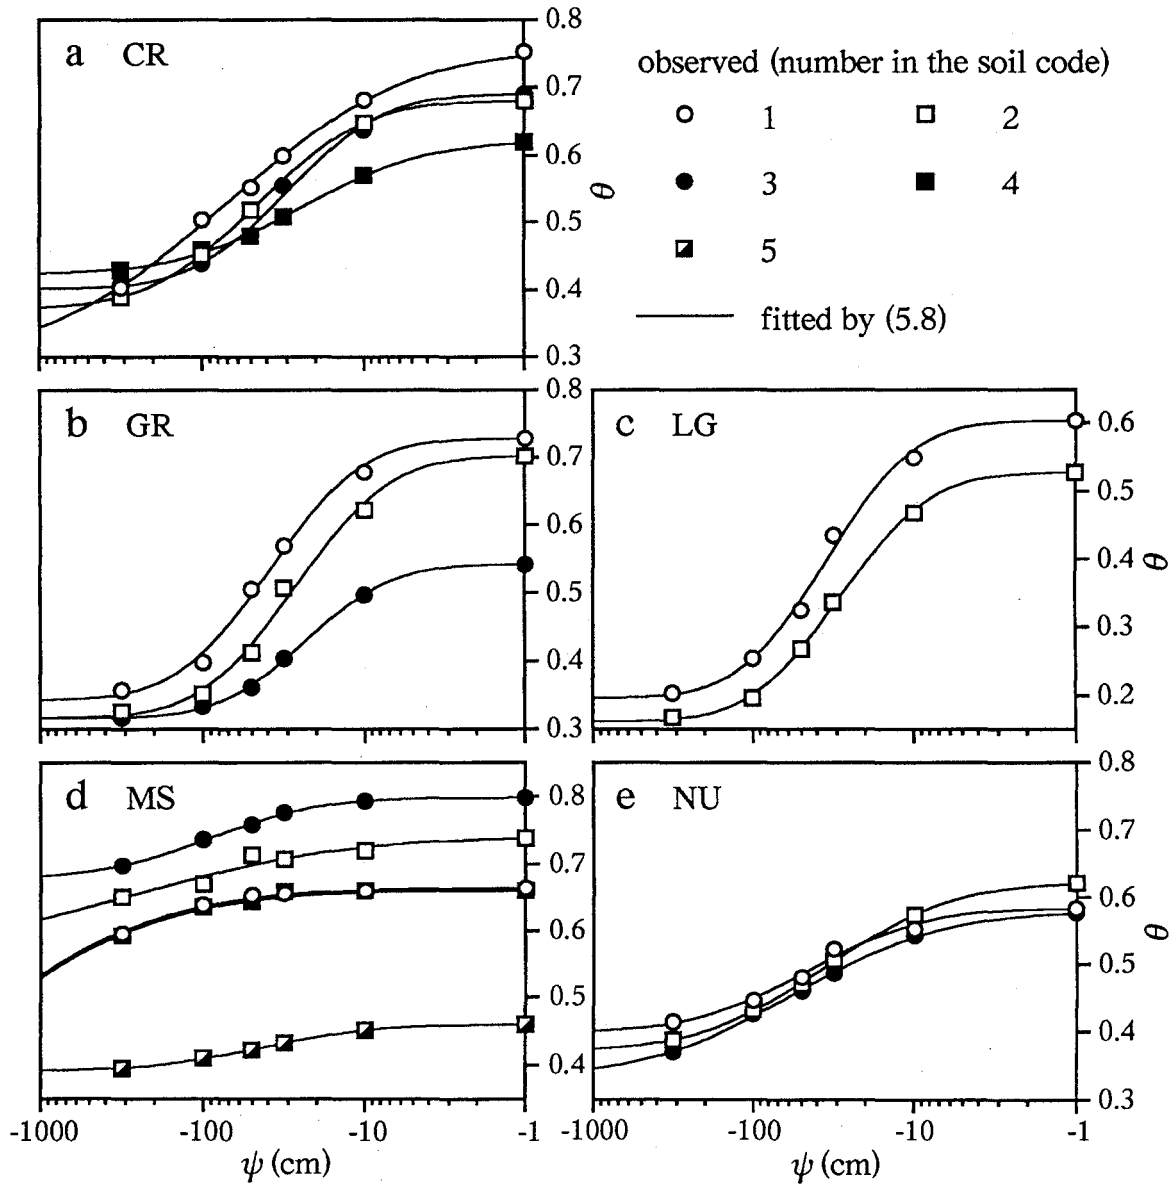 a CR
0.8
0.7
0.6
0.5
0.4
0.3
θ
observed (number in the soil code)
1 2
3 4
5
fitted by (5.8)
b GR
0.8
0.7
0.6
0.5
0.4
0.3
c LG
0.6
0.5
0.4
0.3
0.2
θ
d MS
0.8
0.7
0.6
0.5
0.4
e NU
0.8
0.7
0.6
0.5
0.4
0.3
θ
-1000 -100 -10 -1
ψ (cm)
-1000 -100 -10 -1
ψ (cm)